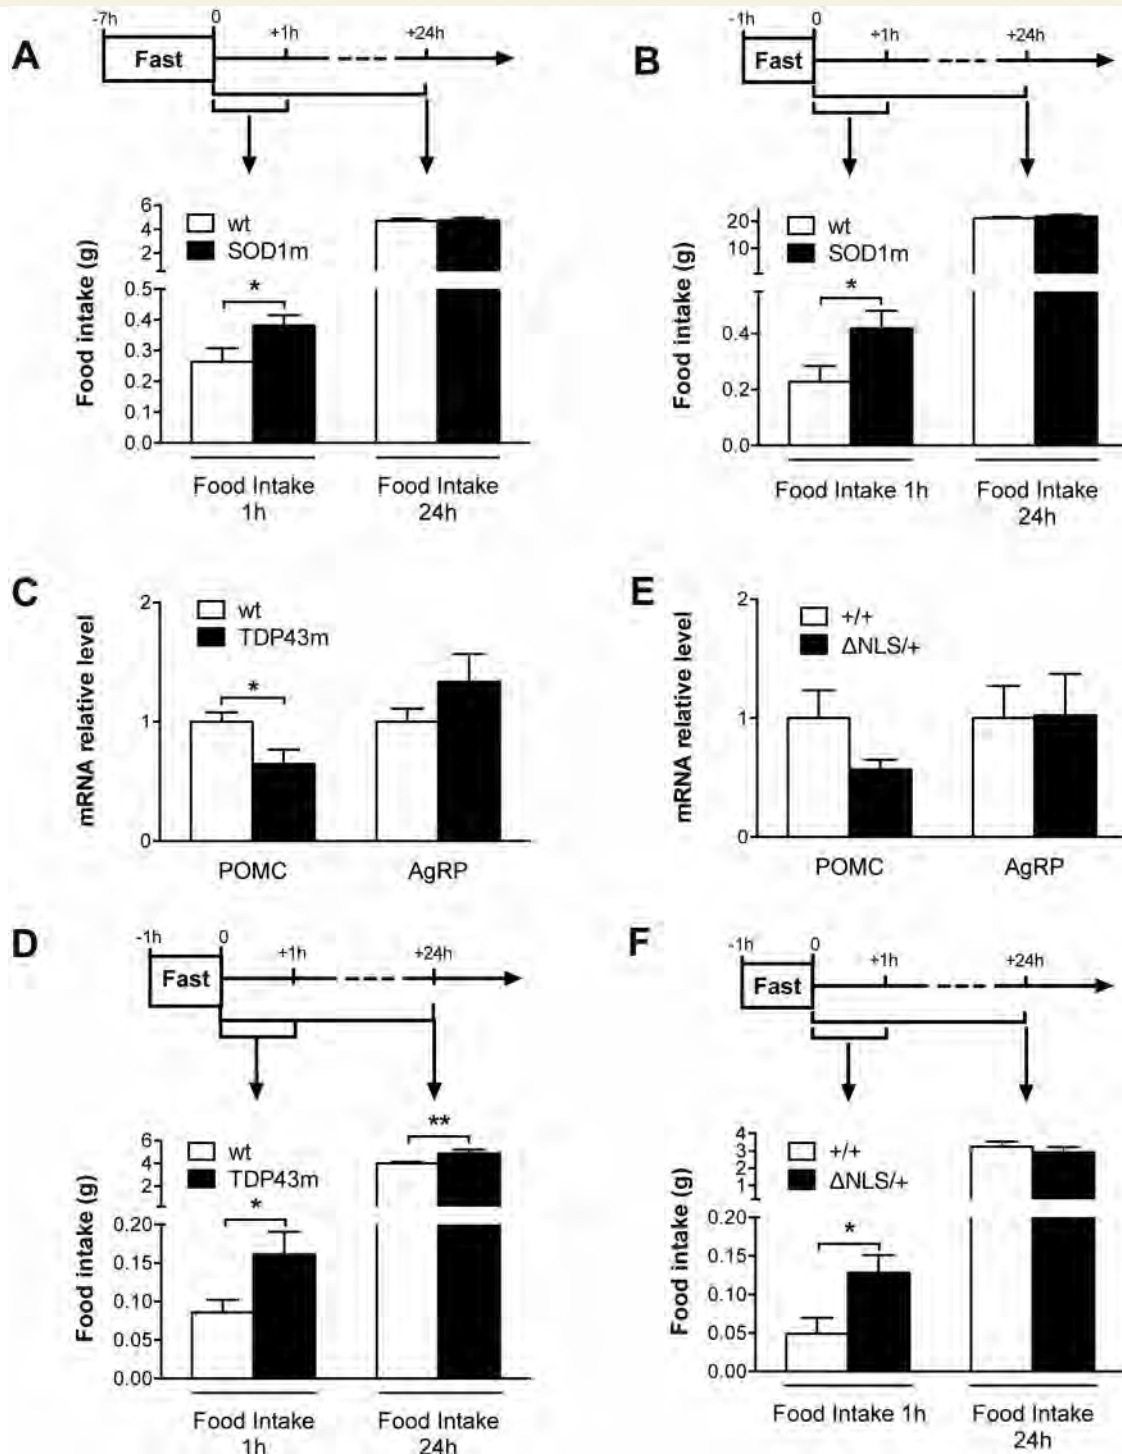 A
-7h 0 +1h +24h
Fast
Food intake (g)
6
4
2
0.5
0.4
0.3
0.2
0.1
0.0
wt
SOD1m
*
Food Intake
1h
Food Intake
24h
B
-1h 0 +1h +24h
Fast
Food intake (g)
20
10
0.4
0.2
0.0
wt
SOD1m
*
Food Intake 1h
Food Intake
24h
C
mRNA relative level
2
1
0
wt
TDP43m
*
POMC
AgRP
E
mRNA relative level
2
1
0
+/+
ΔNLS/+
POMC
AgRP
D
-1h 0 +1h +24h
Fast
Food intake (g)
6
4
2
0.20
0.15
0.10
0.05
0.00
wt
TDP43m
*
**
Food Intake
1h
Food Intake
24h
F
-1h 0 +1h +24h
Fast
Food intake (g)
4
3
2
1
0.20
0.15
0.10
0.05
0.00
+/+
ΔNLS/+
*
Food Intake 1h
Food Intake
24h